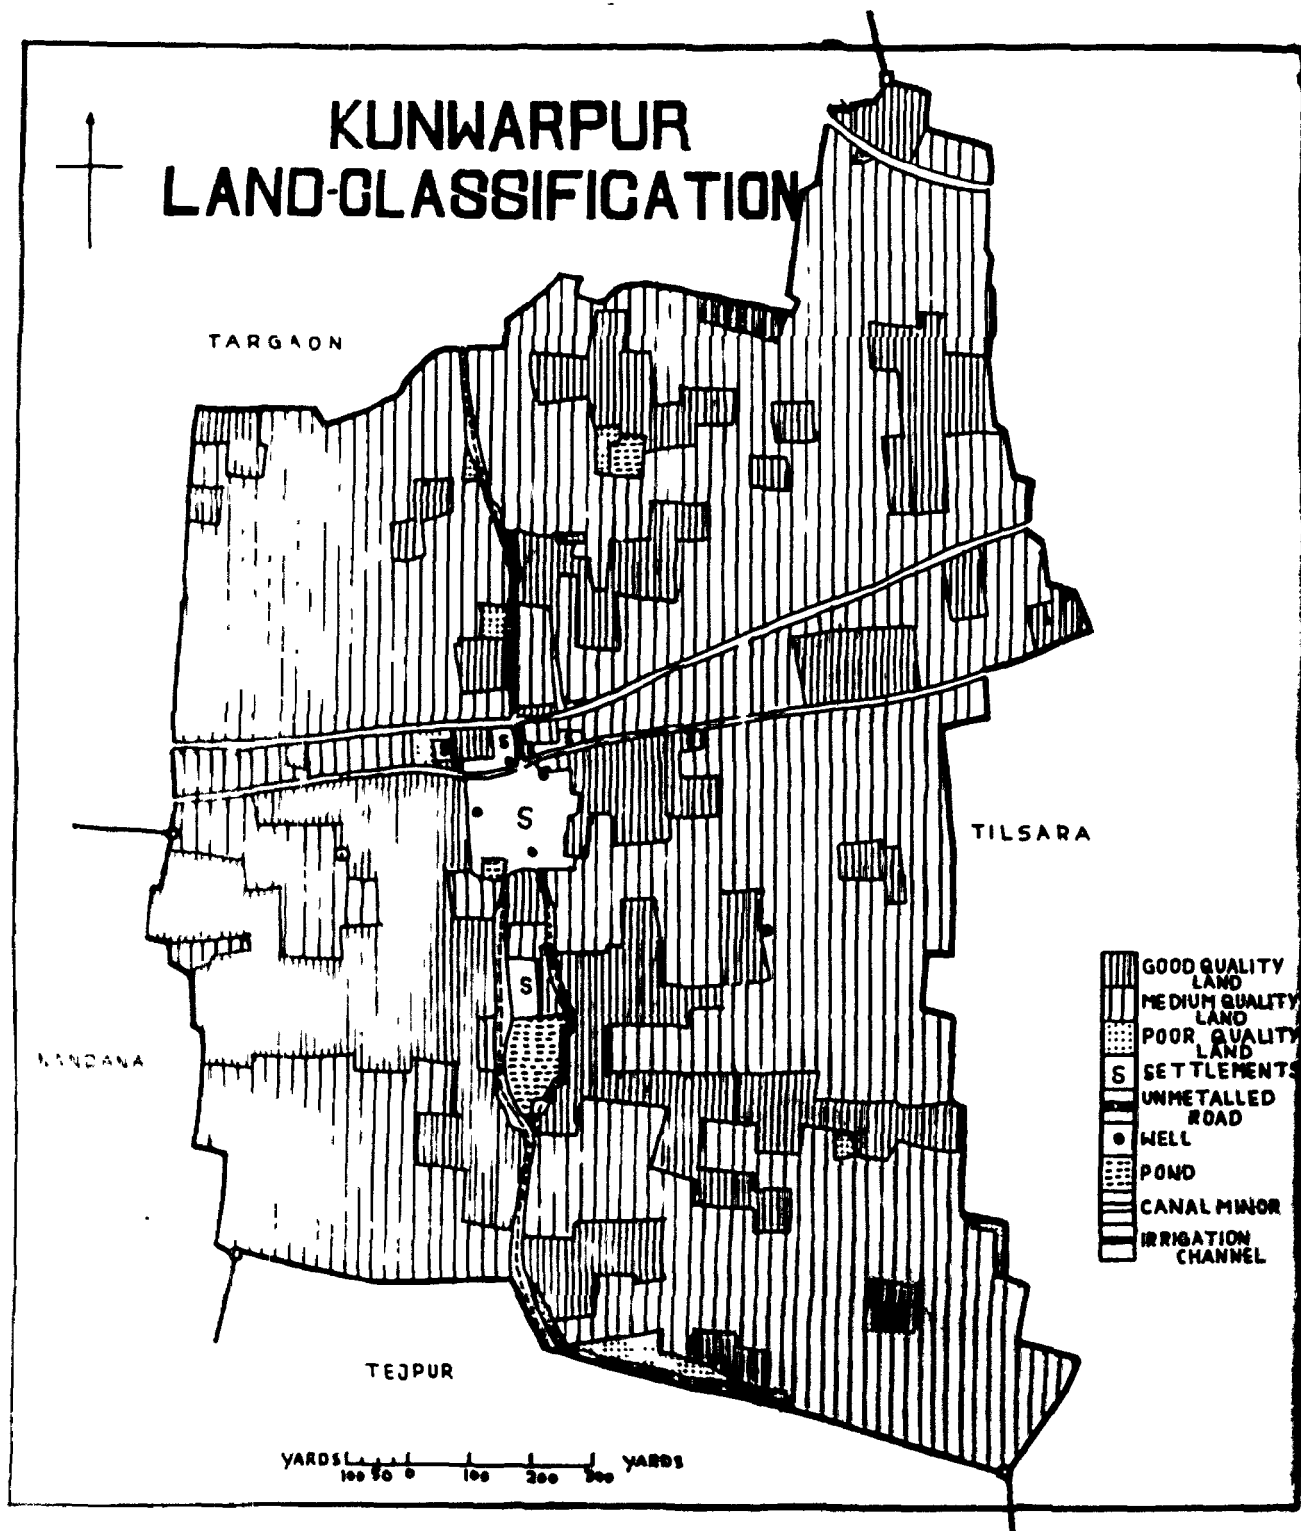 KUNWARPUR
LAND-CLASSIFICATION
TARGAON
S
S
TILSARA
S
NANDANA
GOOD QUALITY
LAND
MEDIUM QUALITY
LAND
POOR QUALITY
LAND
S SETTLEMENTS
UNMETALLED
ROAD
WELL
POND
CANAL MINOR
IRRIGATION
CHANNEL
TEJPUR
YARDS YARDS
100 50 0 100 200 300